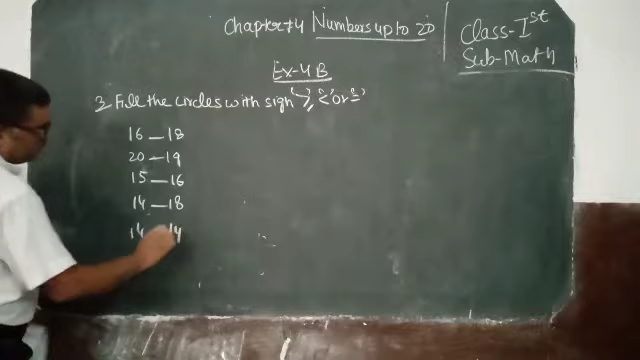 Chapter #4 Numbers up to 20
Class-Ist
Sub-Math
Ex-4B
3. Fill the circles with sign '>', '<' or '='
16 — 18
20 — 19
15 — 16
14 — 18
14 14